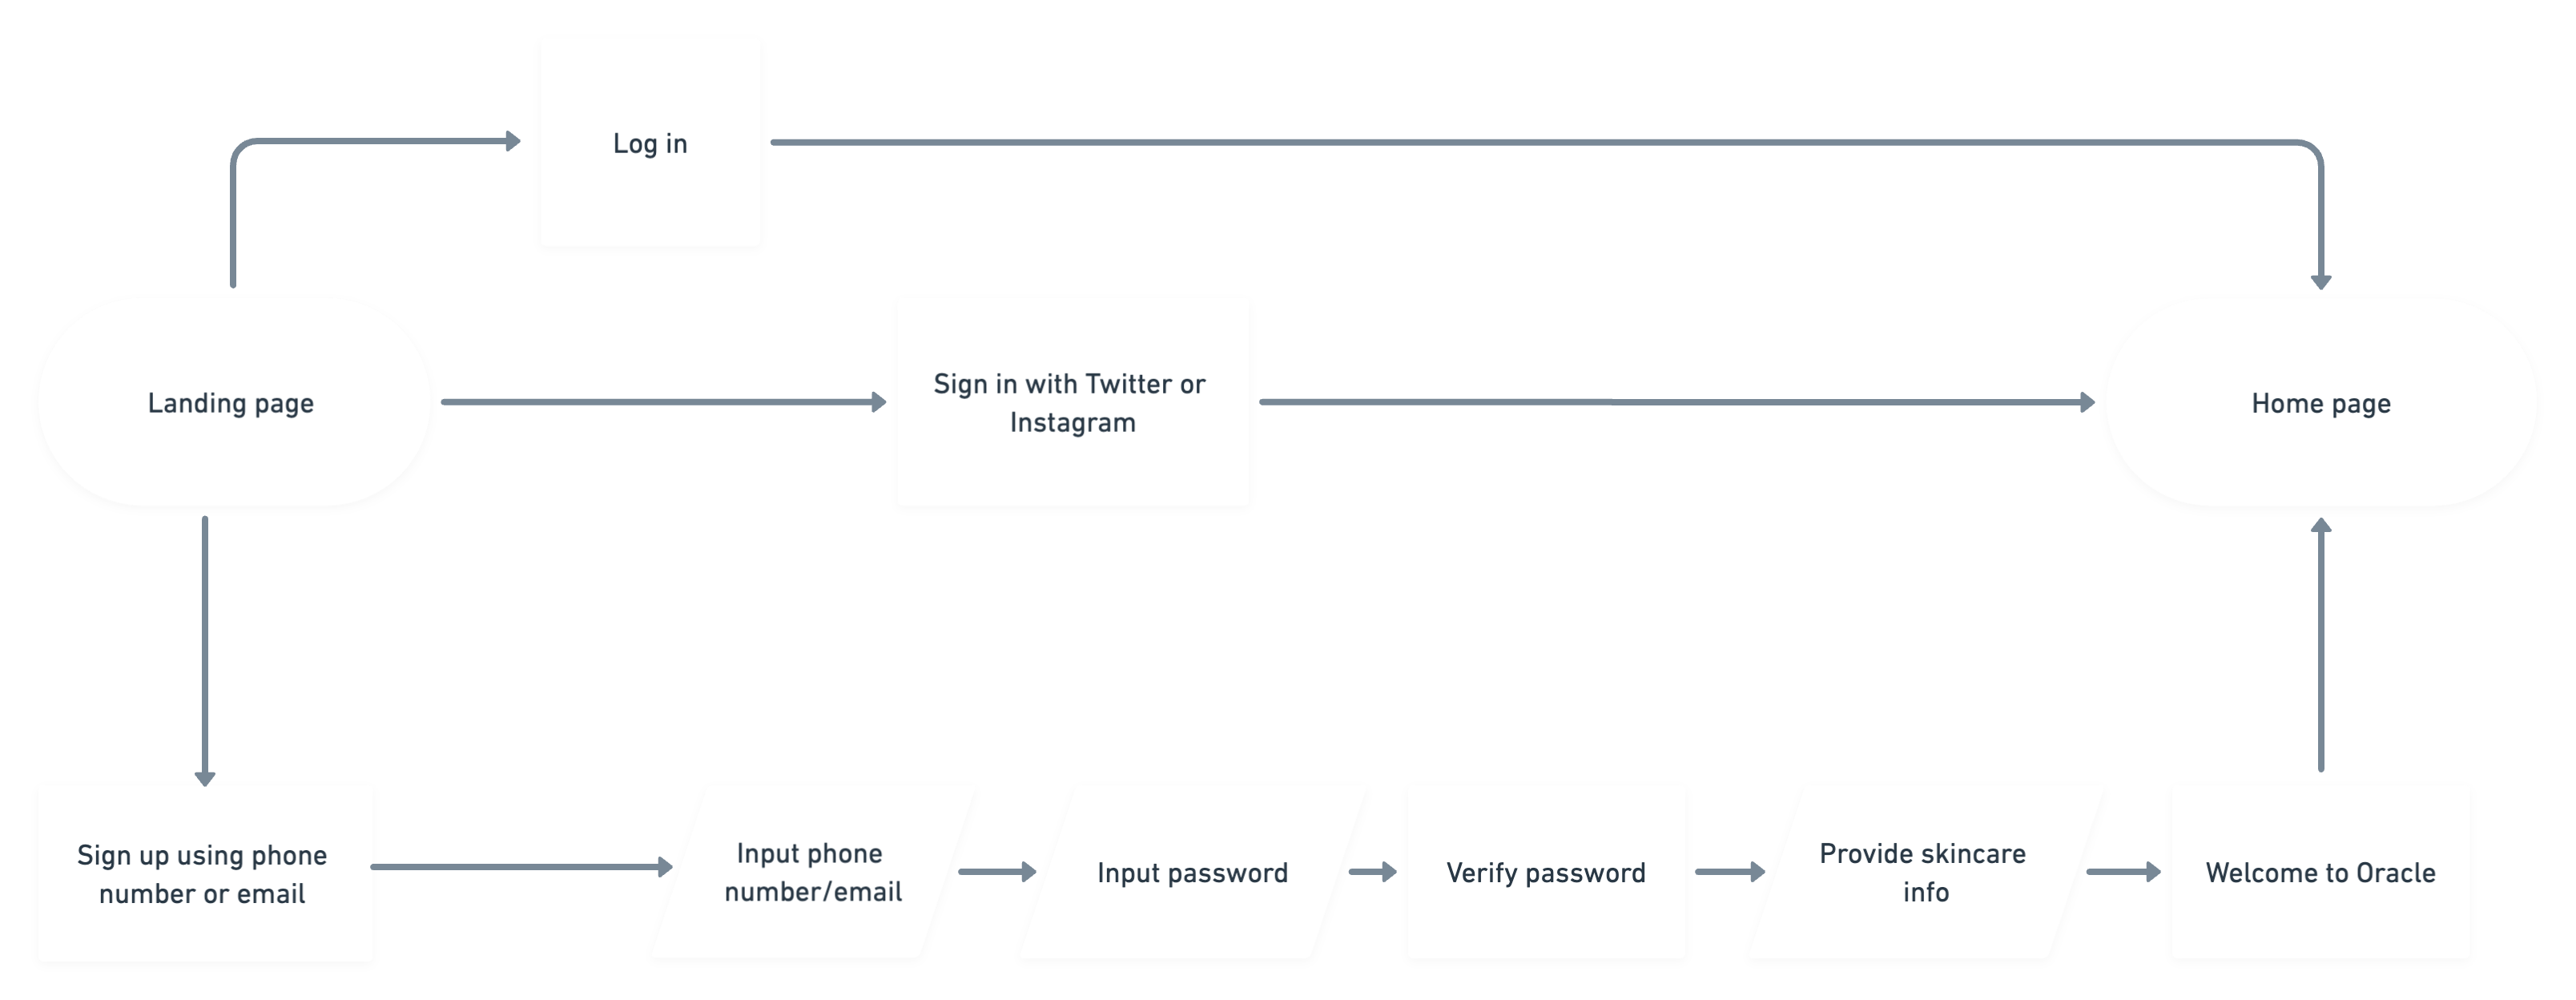 Log in
Landing page
Sign in with Twitter or
Instagram
Home page
Sign up using phone
number or email
Input phone
number/email
Input password
Verify password
Provide skincare
info
Welcome to Oracle